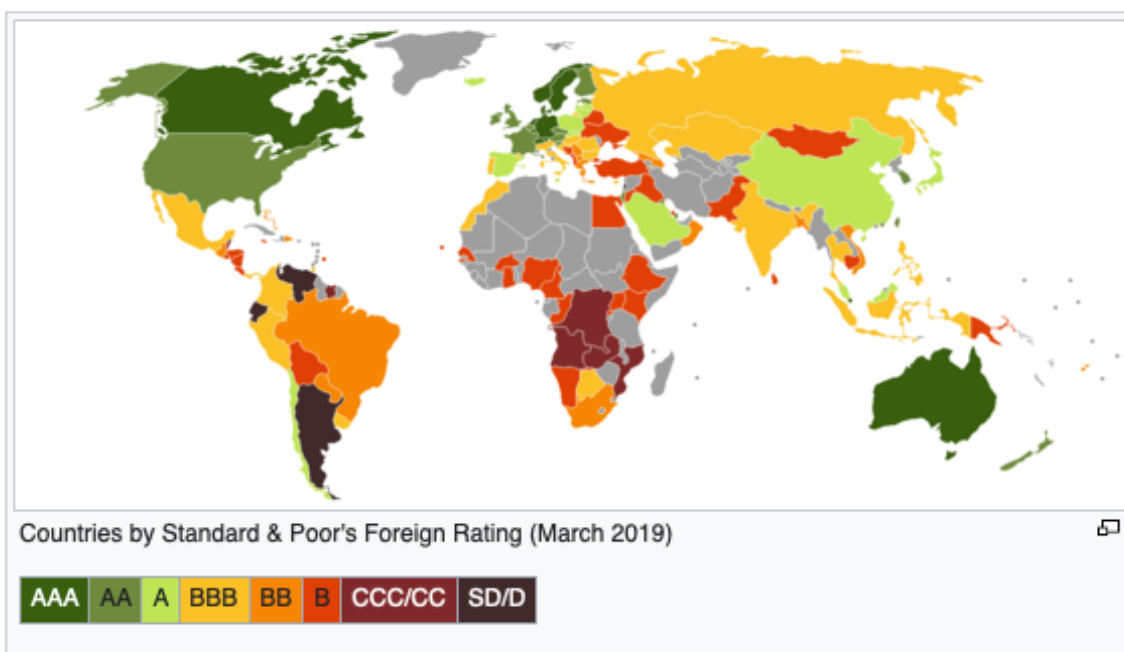 Countries by Standard & Poor's Foreign Rating (March 2019)
AAA AA A BBB BB B CCC/CC SD/D